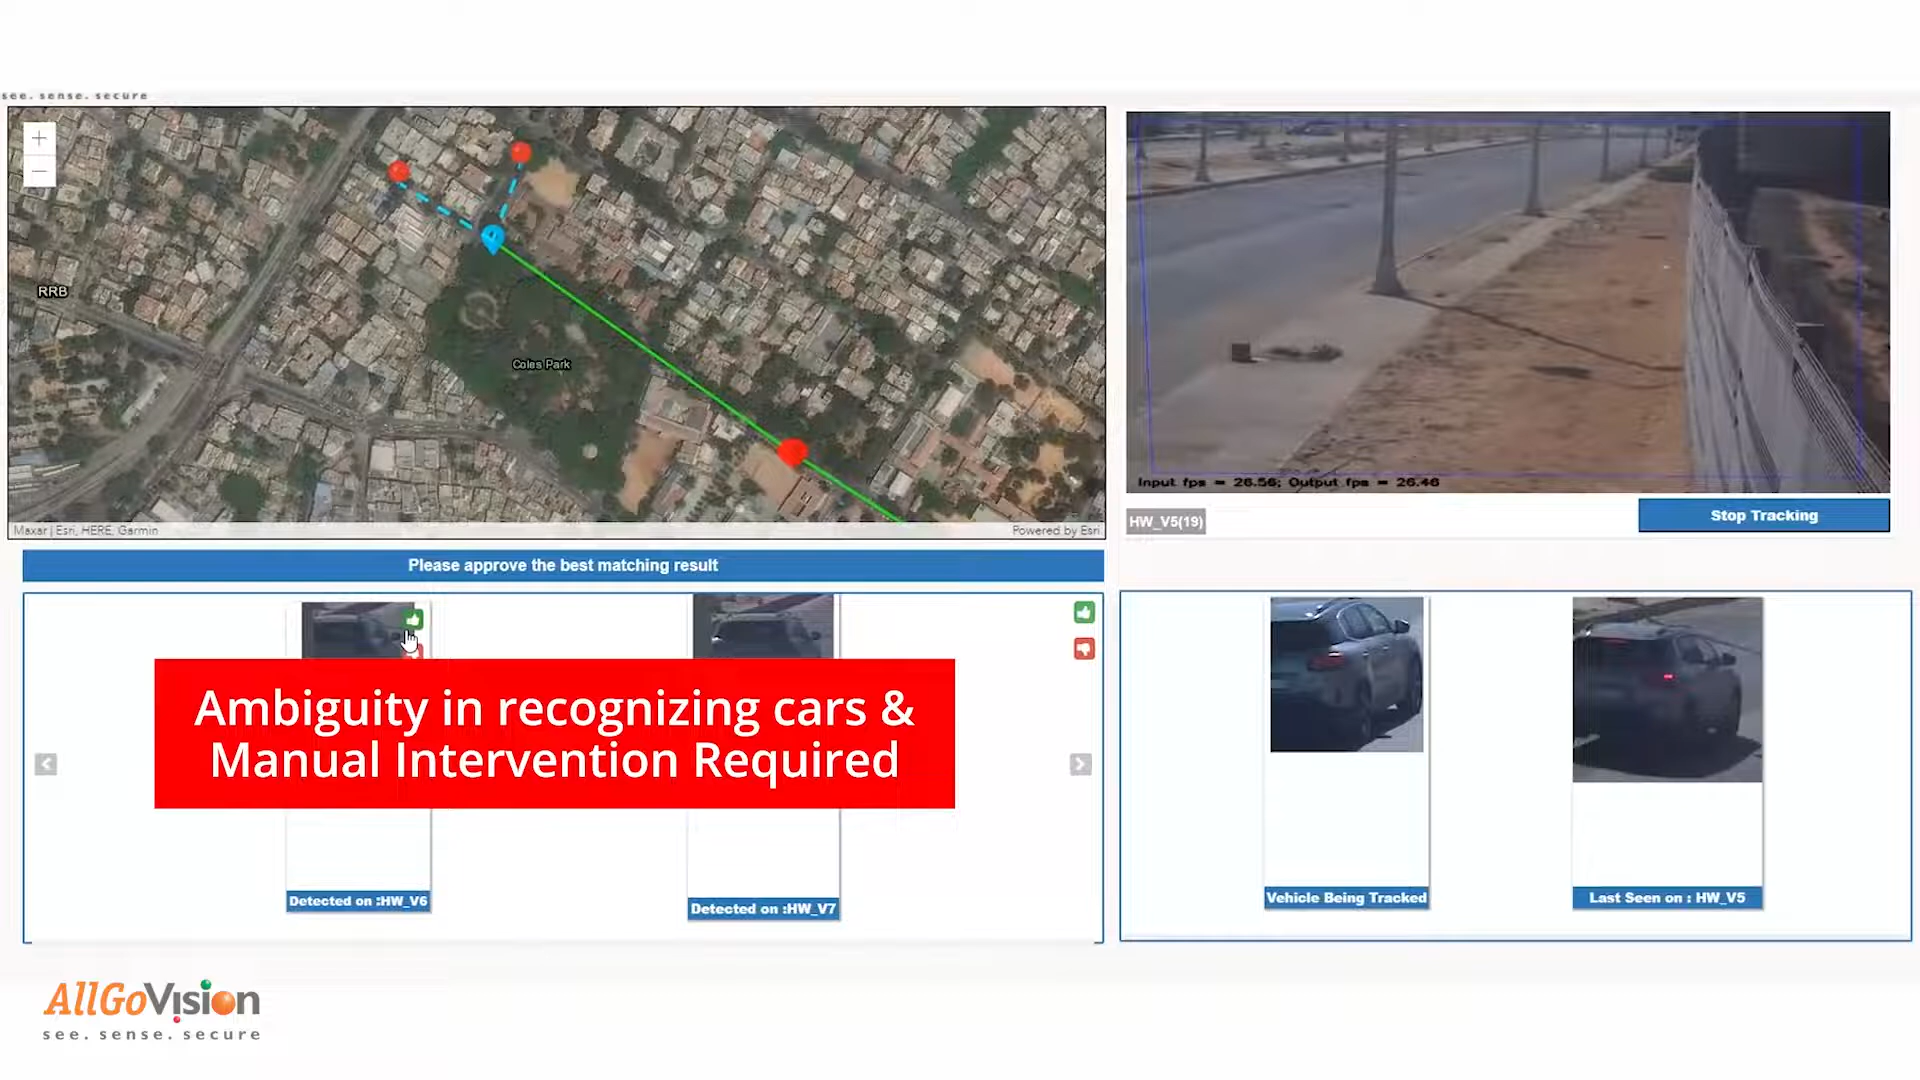 see. sense. secure
+
−
RRB
Coles Park
Maxar | Esri, HERE, Garmin
Powered by Esri
Input fps = 26.56; Output fps = 26.46
HW_V5(19)
Stop Tracking
Please approve the best matching result
Ambiguity in recognizing cars &
Manual Intervention Required
Detected on :HW_V6
Detected on :HW_V7
Vehicle Being Tracked
Last Seen on : HW_V5
AllGoVision
see. sense. secure